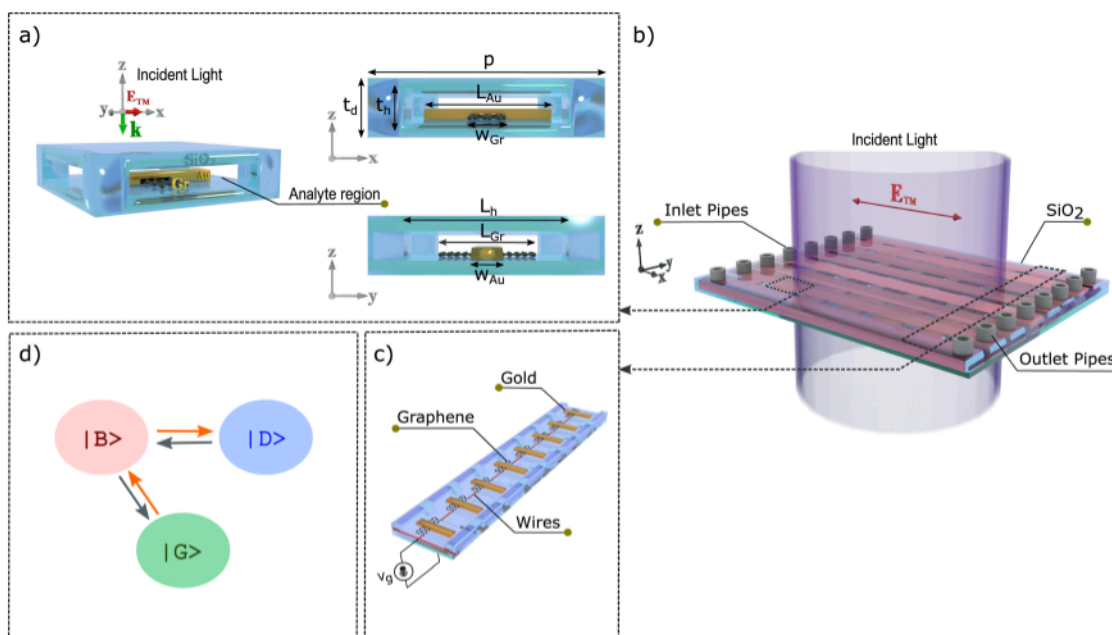 a)
z
Incident Light
y
E_TM
x
k
SiO₂
Au
Gr
Analyte region
p
L_Au
t_d
t_h
w_Gr
z
x
L_h
L_Gr
w_Au
z
y
b)
Incident Light
E_TM
Inlet Pipes
SiO₂
z
y
x
Outlet Pipes
d)
|B>
|D>
|G>
c)
Gold
Graphene
Wires
v_g